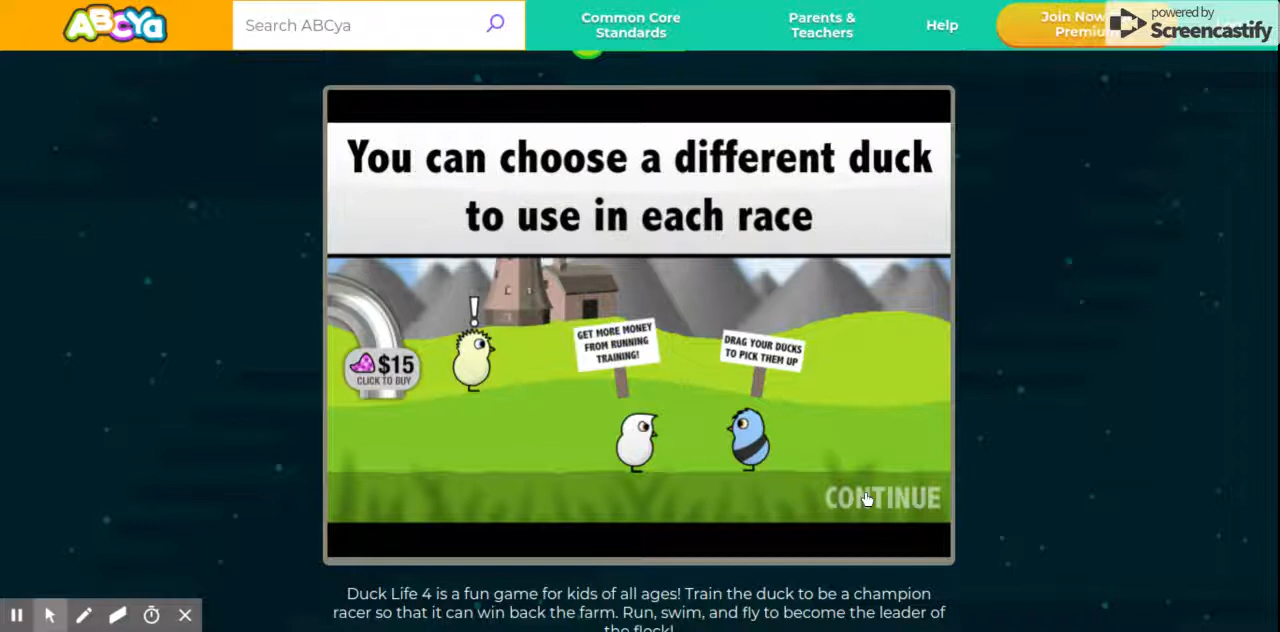 ABCya
Search ABCya
Common Core
Standards
Parents &
Teachers
Help
Join Now
Premium
powered by
Screencastify
You can choose a different duck
to use in each race
!
GET MORE MONEY
FROM RUNNING
TRAINING!
DRAG YOUR DUCKS
TO PICK THEM UP
$15
CLICK TO BUY
CONTINUE
Duck Life 4 is a fun game for kids of all ages! Train the duck to be a champion
racer so that it can win back the farm. Run, swim, and fly to become the leader of
the flock!